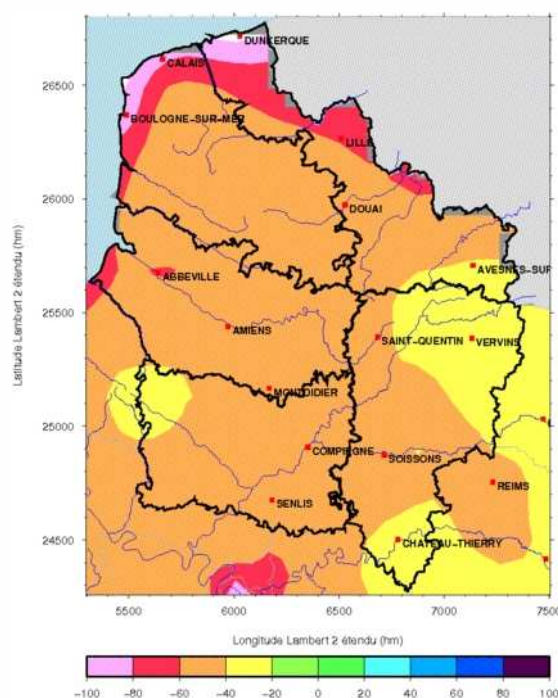 DUNKERQUE
CALAIS
26500
BOULOGNE-SUR-MER
LILLE
26000
DOUAI
AVESNES-SUR
ABBEVILLE
25500
AMIENS
SAINT-QUENTIN
VERVINS
MONTDIDIER
25000
COMPIEGNE
SOISSONS
REIMS
SENLIS
24500
CHATEAU-THIERRY
5500 6000 6500 7000 7500
Latitude Lambert 2 étendu (hm)
Longitude Lambert 2 étendu (hm)
-100 -80 -60 -40 -20 0 20 40 60 80 100